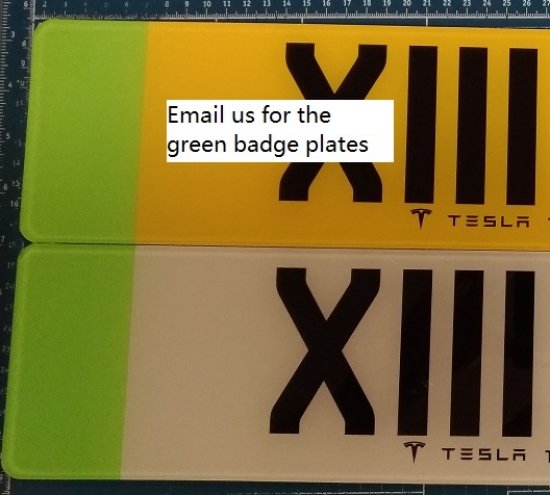 Email us for the
green badge plates
XIII
TESLA T
XIII
TESLA